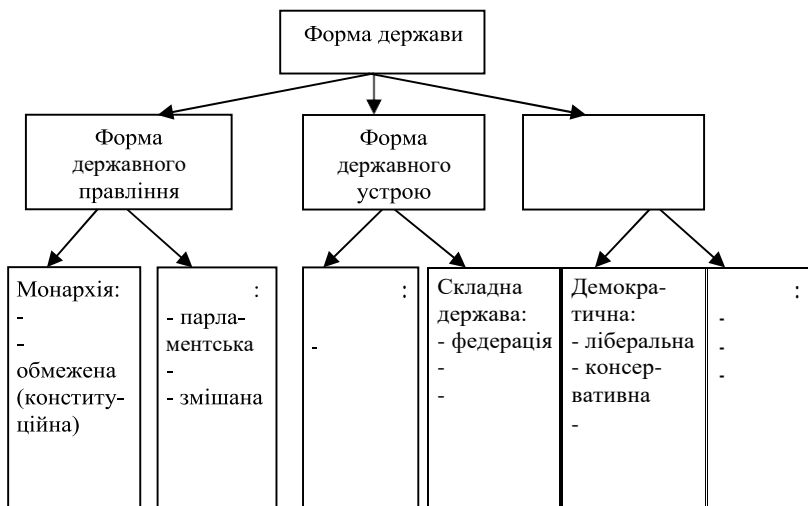 Форма держави
Форма
державного
правління
Форма
державного
устрою
Монархія:
-
-
обмежена
(конститу-
ційна)
:
- парла-
ментська
-
- змішана
:
-
Складна
держава:
- федерація
-
-
Демокра-
тична:
- ліберальна
- консер-
вативна
-
:
-
-
-